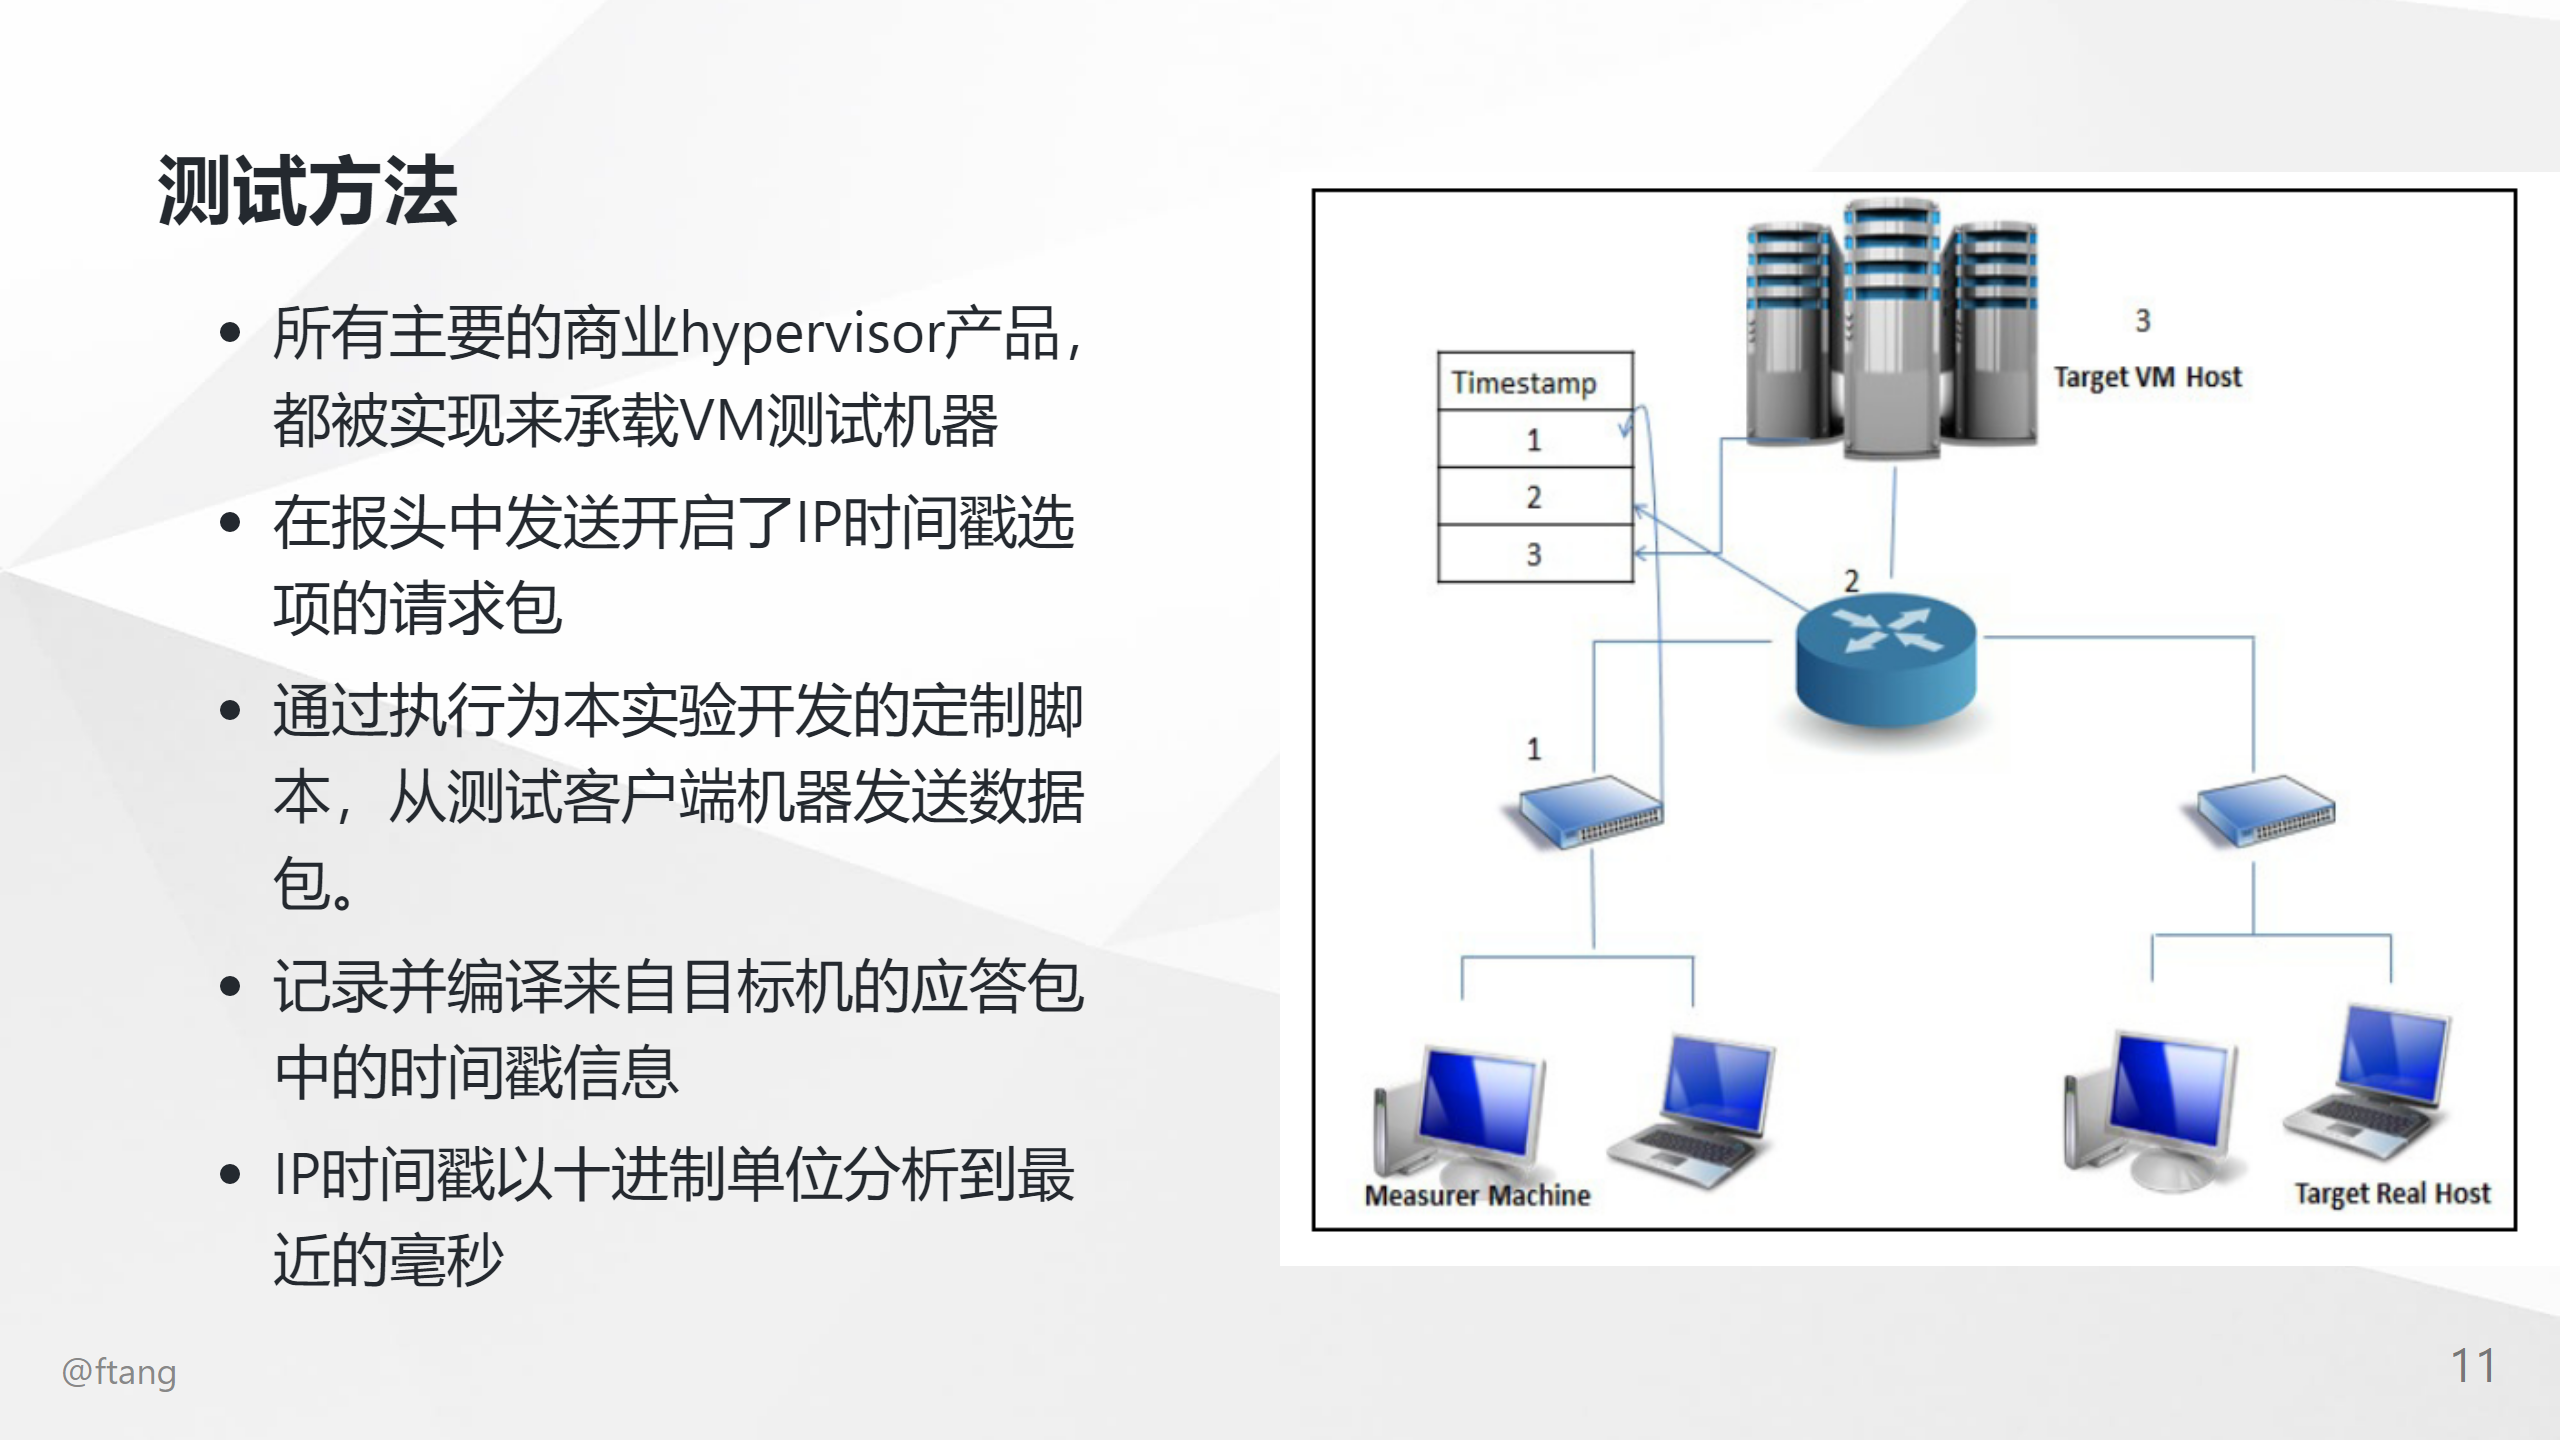 测试方法
所有主要的商业hypervisor产品，
都被实现来承载VM测试机器
在报头中发送开启了IP时间戳选
项的请求包
通过执行为本实验开发的定制脚
本，从测试客户端机器发送数据
包。
记录并编译来自目标机的应答包
中的时间戳信息
IP时间戳以十进制单位分析到最
近的毫秒
3
Target VM Host
Timestamp
1
2
3
2
1
Measurer Machine
Target Real Host
@ftang
11